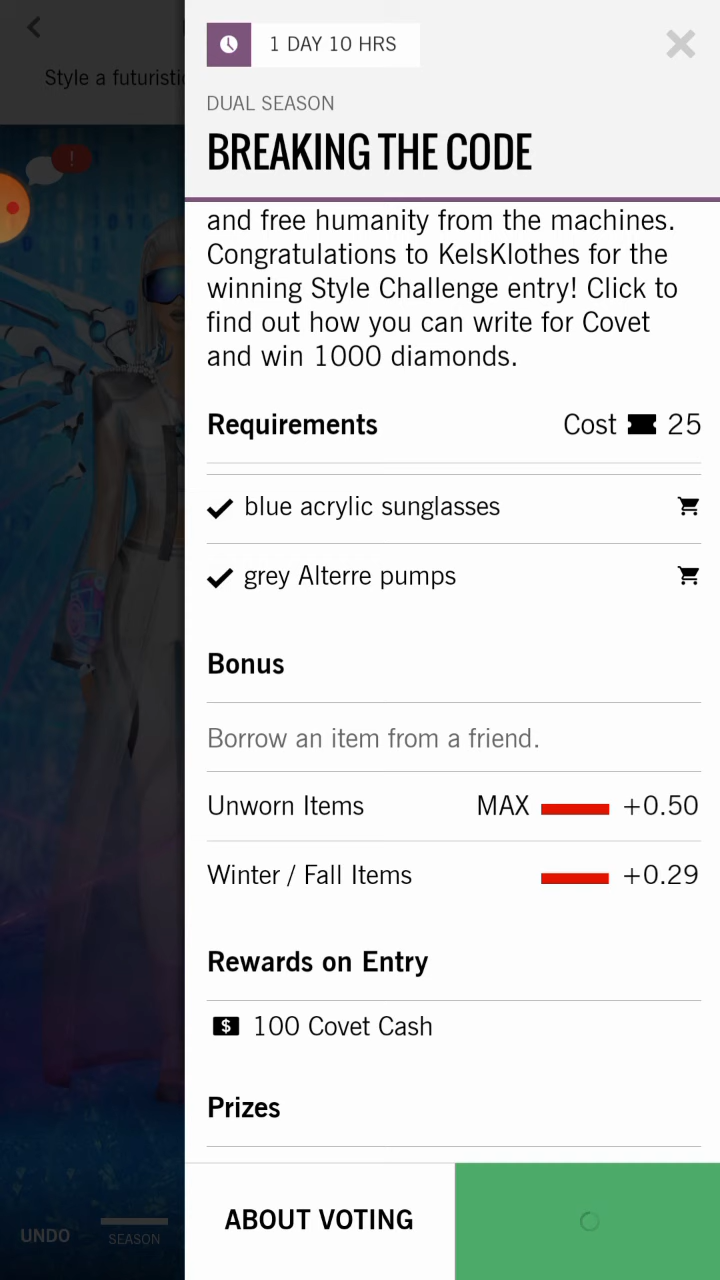 1 DAY 10 HRS
Style a futuristi
DUAL SEASON
BREAKING THE CODE
and free humanity from the machines.
Congratulations to KelsKlothes for the
winning Style Challenge entry! Click to
find out how you can write for Covet
and win 1000 diamonds.
Requirements Cost 25
blue acrylic sunglasses
grey Alterre pumps
Bonus
Borrow an item from a friend.
Unworn Items MAX +0.50
Winter / Fall Items +0.29
Rewards on Entry
$ 100 Covet Cash
Prizes
UNDO SEASON
ABOUT VOTING